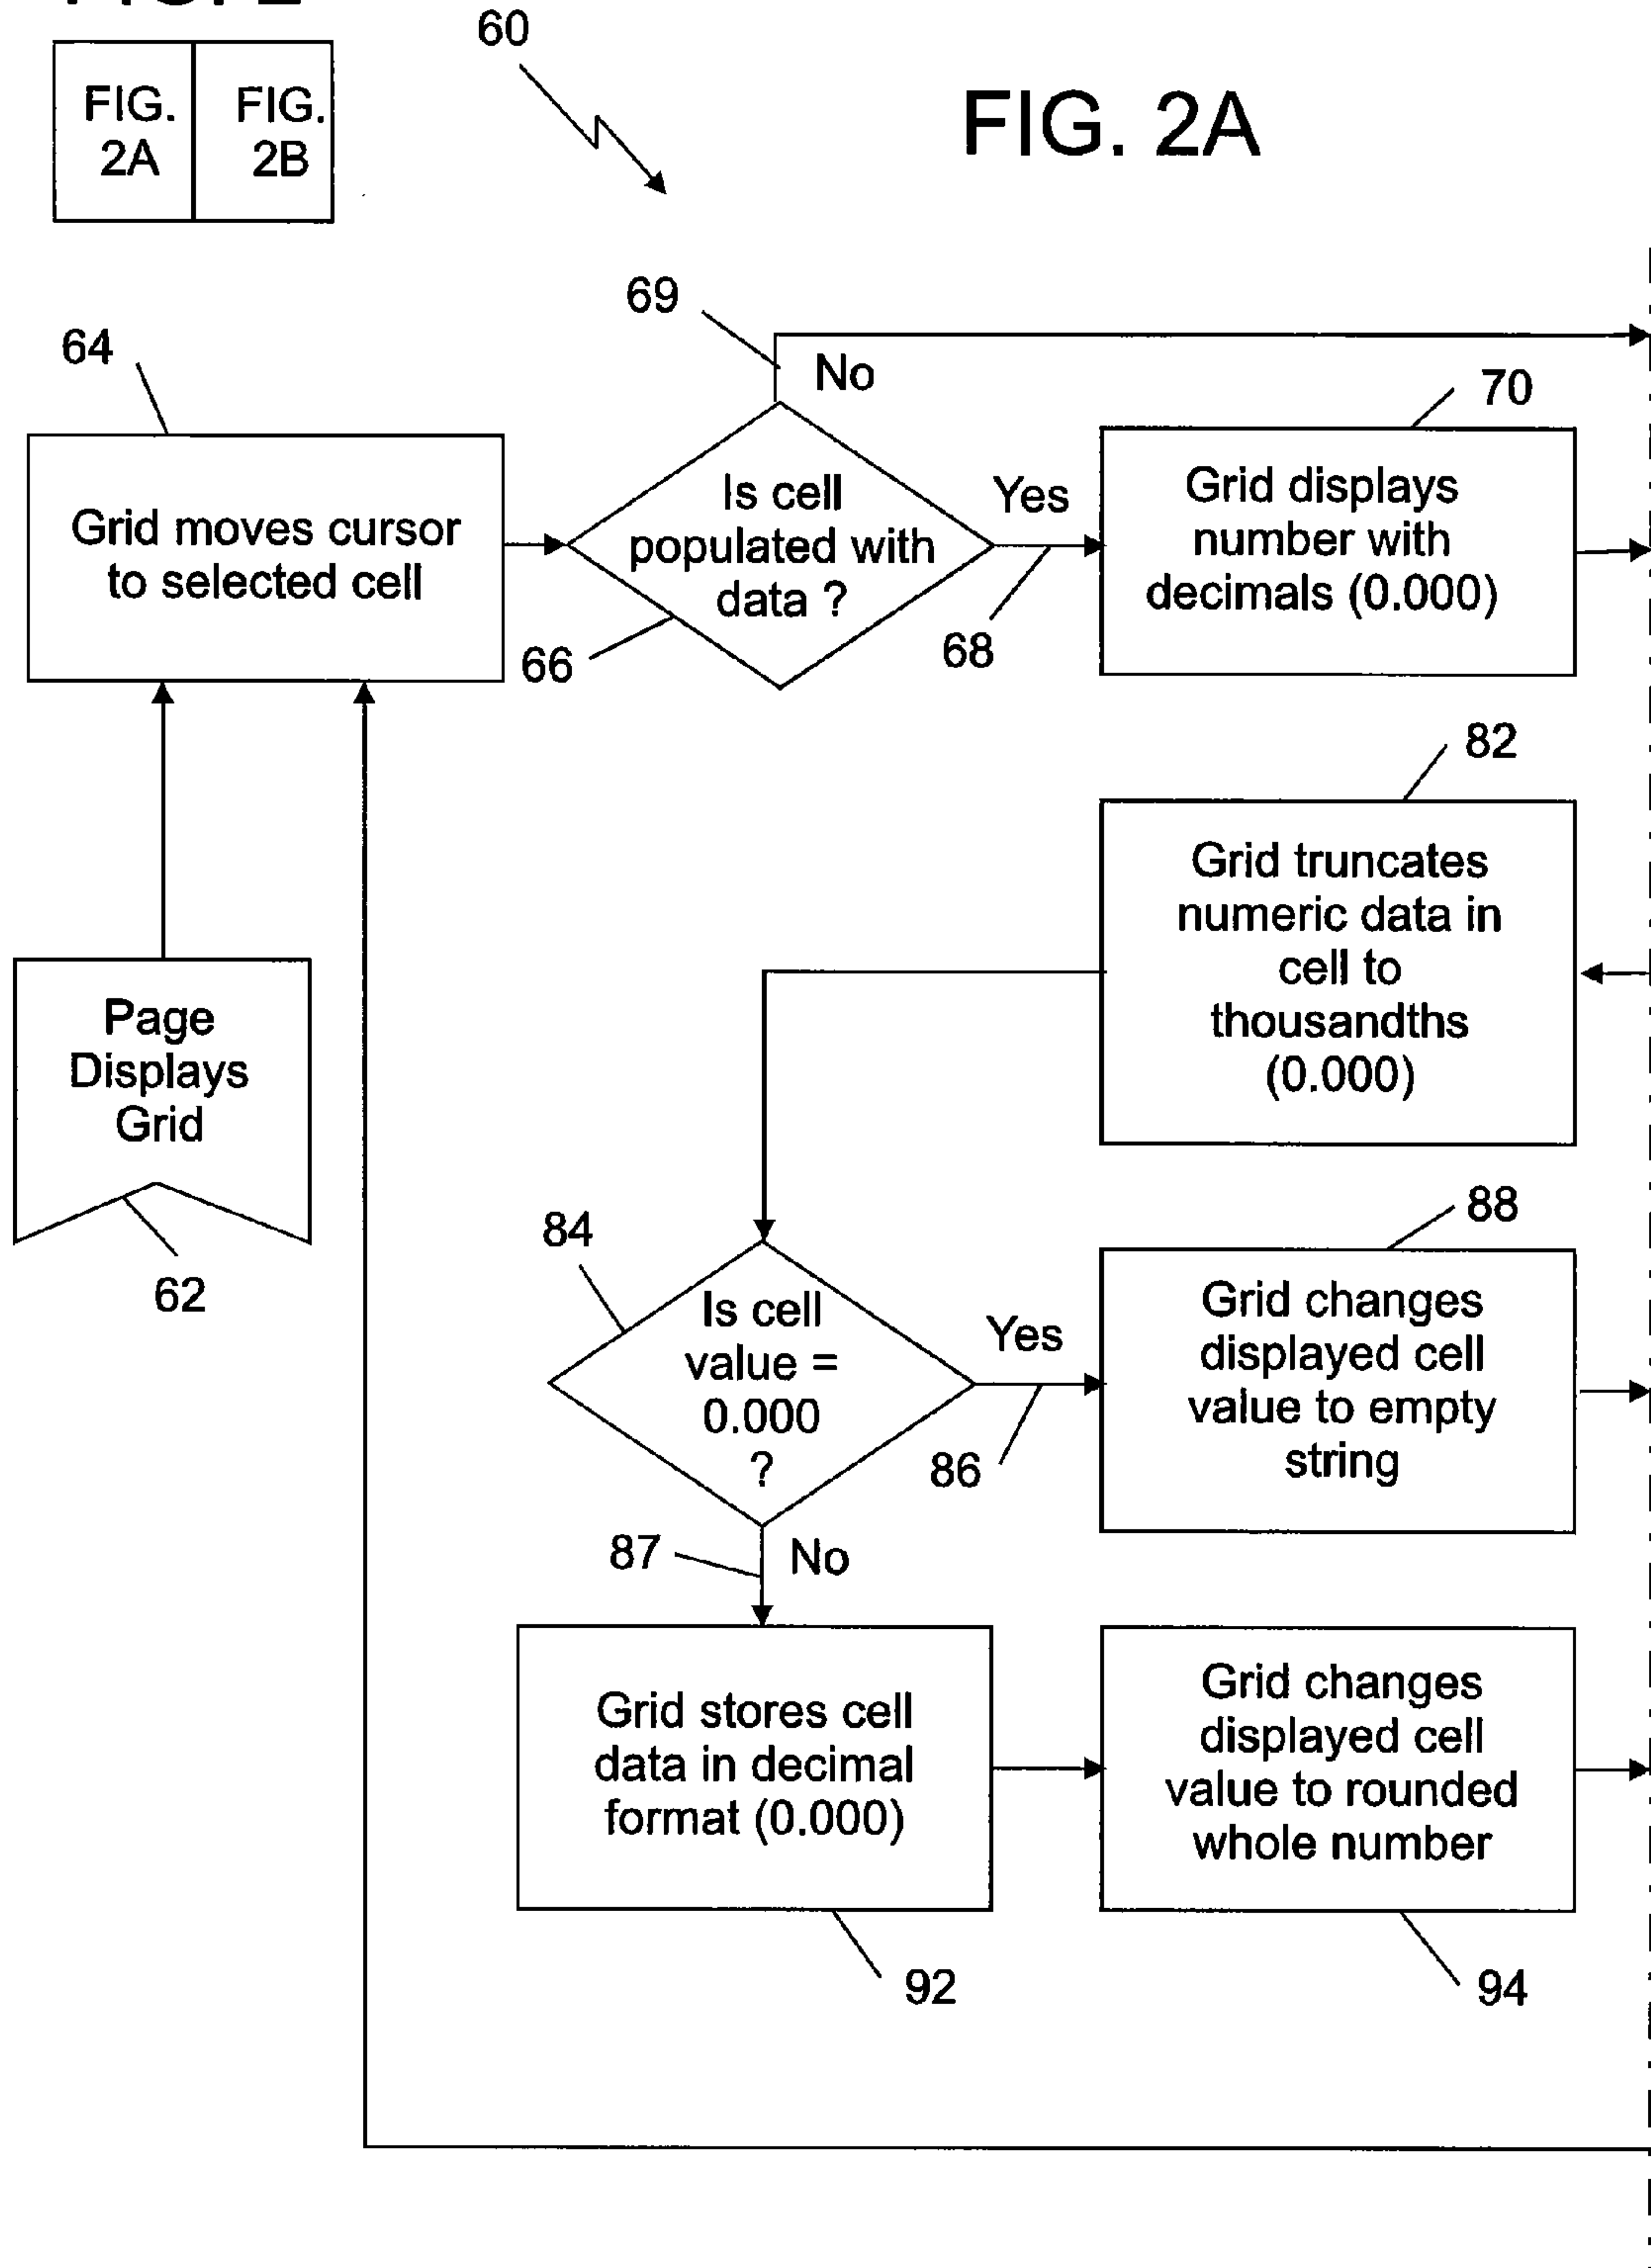 FIG. 2
FIG.
2A
FIG.
2B
60
FIG. 2A
69
No
64
Grid moves cursor
to selected cell
Is cell
populated with
data ?
66
Yes
68
70
Grid displays
number with
decimals (0.000)
82
Grid truncates
numeric data in
cell to
thousandths
(0.000)
Page
Displays
Grid
62
84
Is cell
value =
0.000
?
Yes
86
88
Grid changes
displayed cell
value to empty
string
87
No
Grid stores cell
data in decimal
format (0.000)
92
Grid changes
displayed cell
value to rounded
whole number
94